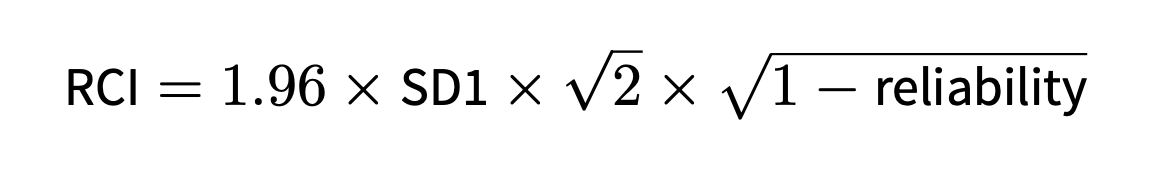 RCI = 1.96 × SD1 × √2 × √(1 − reliability)